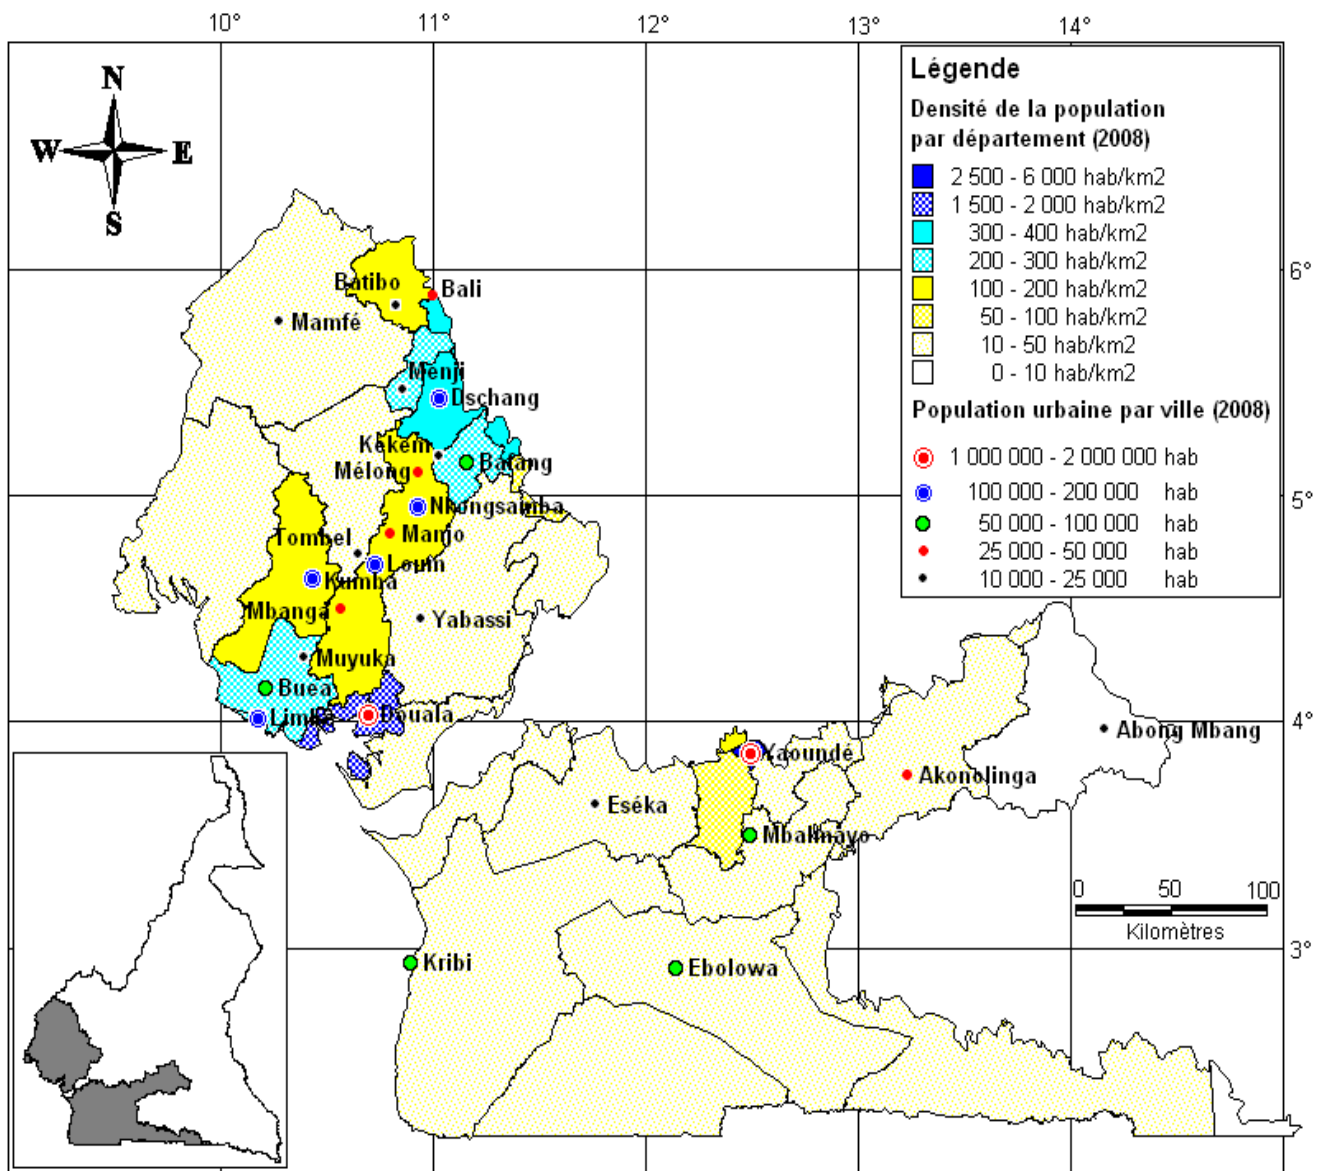 10°
11°
12°
13°
14°
N
W
E
S
Légende
Densité de la population
par département (2008)
2 500 - 6 000 hab/km2
1 500 - 2 000 hab/km2
300 - 400 hab/km2
200 - 300 hab/km2
100 - 200 hab/km2
50 - 100 hab/km2
10 - 50 hab/km2
0 - 10 hab/km2
Population urbaine par ville (2008)
1 000 000 - 2 000 000 hab
100 000 - 200 000 hab
50 000 - 100 000 hab
25 000 - 50 000 hab
10 000 - 25 000 hab
6°
Batibo
Bali
Mamfé
Menji
Dschang
Kékem
Bafang
Mélong
5°
Nkongsamba
Tombel
Manjo
Loum
Kumba
Mbanga
Yabassi
Muyuka
Buea
Limbé
Douala
4°
Abong Mbang
Yaoundé
Akonolinga
Eséka
Mbalmayo
0 50 100
Kilomètres
Kribi
Ebolowa
3°